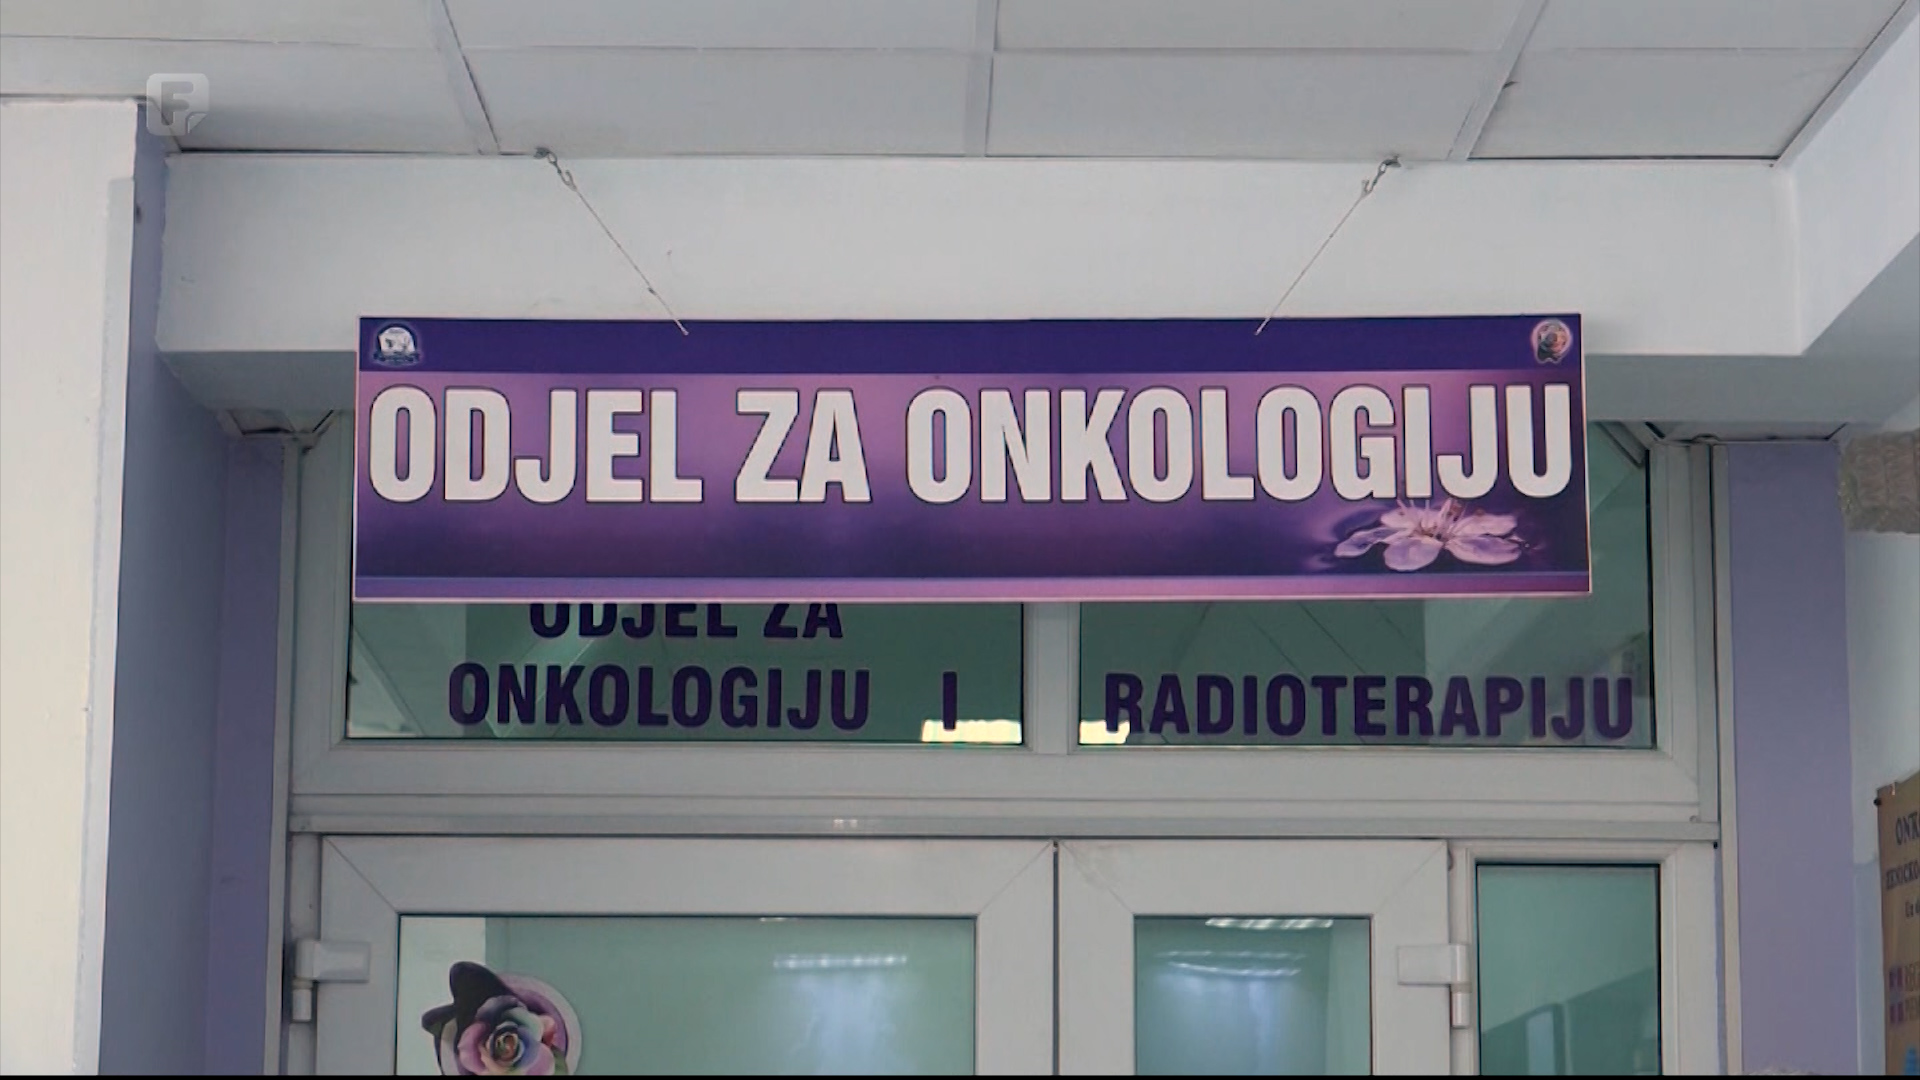 F
ODJEL ZA ONKOLOGIJU
ODJEL ZA
ONKOLOGIJU I RADIOTERAPIJU